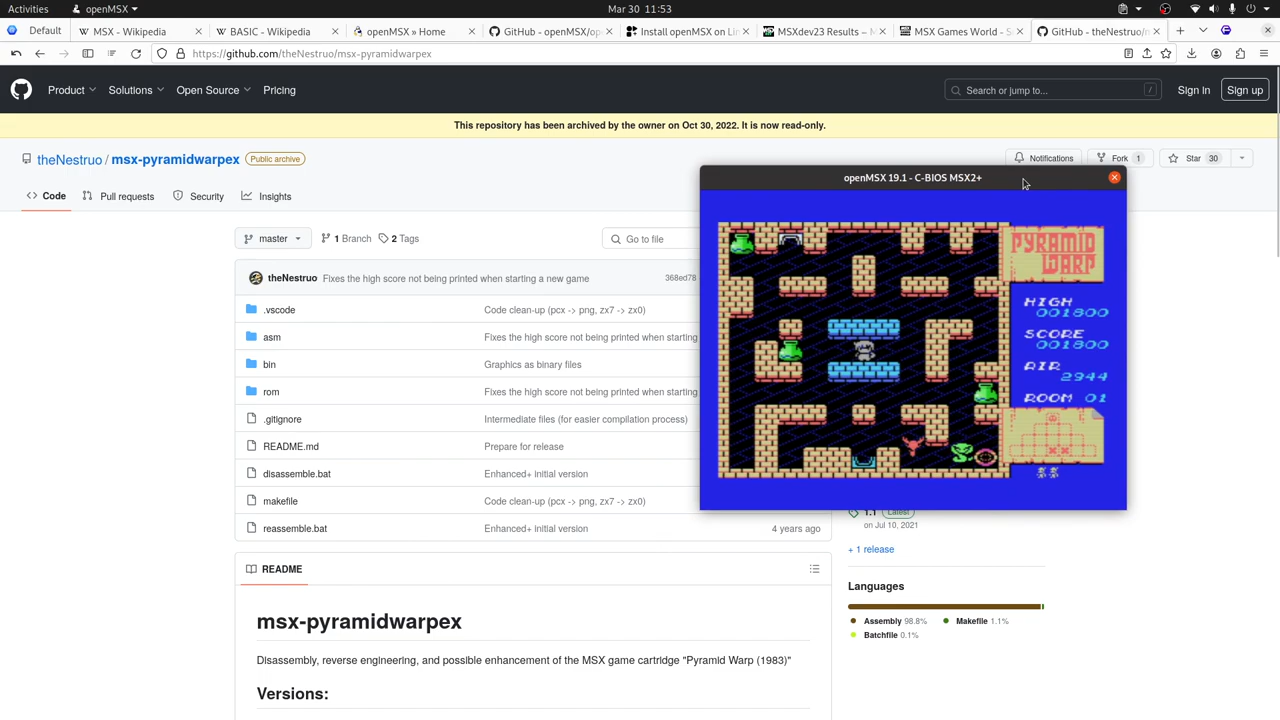 Activities openMSX Mar 30 11:53
Default MSX - Wikipedia BASIC - Wikipedia openMSX » Home GitHub - openMSX/op Install openMSX on Lin MSXdev23 Results – M MSX Games World - S GitHub - theNestruo/m
https://github.com/theNestruo/msx-pyramidwarpex
Product Solutions Open Source Pricing Search or jump to... / Sign in Sign up
This repository has been archived by the owner on Oct 30, 2022. It is now read-only.
theNestruo / msx-pyramidwarpex Public archive Notifications Fork 1 Star 30
Code Pull requests Security Insights
master 1 Branch 2 Tags Go to file
theNestruo Fixes the high score not being printed when starting a new game 368ed78
.vscode Code clean-up (pcx -> png, zx7 -> zx0)
asm Fixes the high score not being printed when starting
bin Graphics as binary files
rom Fixes the high score not being printed when starting
.gitignore Intermediate files (for easier compilation process)
README.md Prepare for release
disassemble.bat Enhanced+ initial version
makefile Code clean-up (pcx -> png, zx7 -> zx0)
reassemble.bat Enhanced+ initial version 4 years ago
README
msx-pyramidwarpex
Disassembly, reverse engineering, and possible enhancement of the MSX game cartridge "Pyramid Warp (1983)"
Versions:
openMSX 19.1 - C-BIOS MSX2+
PYRAMID
WARP
HIGH
001800
SCORE
001800
AIR
2944
ROOM 01
1.1 Latest
on Jul 10, 2021
+ 1 release
Languages
Assembly 98.8% Makefile 1.1%
Batchfile 0.1%